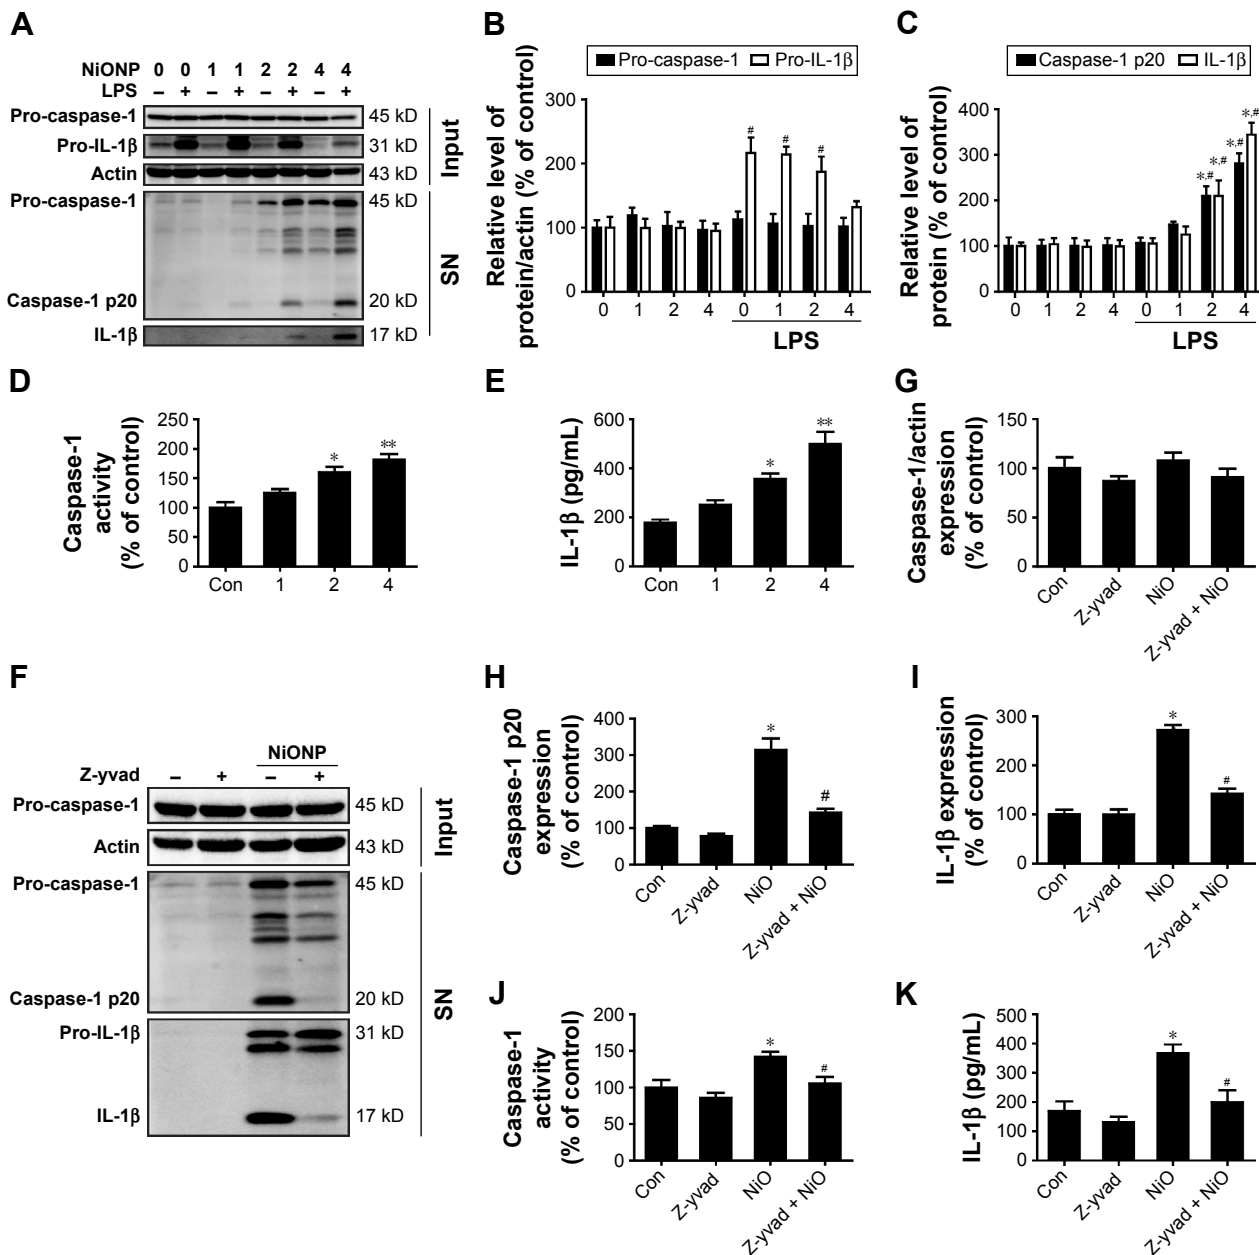 A
NiONP 0 0 1 1 2 2 4 4
LPS – + – + – + – +
Pro-caspase-1 45 kD
Pro-IL-1β 31 kD
Actin 43 kD
Input
Pro-caspase-1 45 kD
Caspase-1 p20 20 kD
IL-1β 17 kD
SN
B
Pro-caspase-1 Pro-IL-1β
Relative level of
protein/actin (% of control)
300
200
100
0
# # #
0 1 2 4 0 1 2 4
LPS
C
Caspase-1 p20 IL-1β
Relative level of
protein (% of control)
400
300
200
100
0
*,# *,# *,# *,#
0 1 2 4 0 1 2 4
LPS
D
Caspase-1
activity
(% of control)
250
200
150
100
50
0
* **
Con 1 2 4
E
IL-1β (pg/mL)
600
400
200
0
* **
Con 1 2 4
G
Caspase-1/actin
expression
(% of control)
150
100
50
0
Con
Z-yvad
NiO
Z-yvad + NiO
F
NiONP
Z-yvad – + – +
Pro-caspase-1 45 kD
Actin 43 kD
Input
Pro-caspase-1 45 kD
Caspase-1 p20 20 kD
Pro-IL-1β 31 kD
IL-1β 17 kD
SN
H
Caspase-1 p20
expression
(% of control)
400
300
200
100
0
* #
Con
Z-yvad
NiO
Z-yvad + NiO
I
IL-1β expression
(% of control)
300
200
100
0
* #
Con
Z-yvad
NiO
Z-yvad + NiO
J
Caspase-1
activity
(% of control)
200
150
100
50
0
* #
Con
Z-yvad
NiO
Z-yvad + NiO
K
IL-1β (pg/mL)
500
400
300
200
100
0
* #
Con
Z-yvad
NiO
Z-yvad + NiO